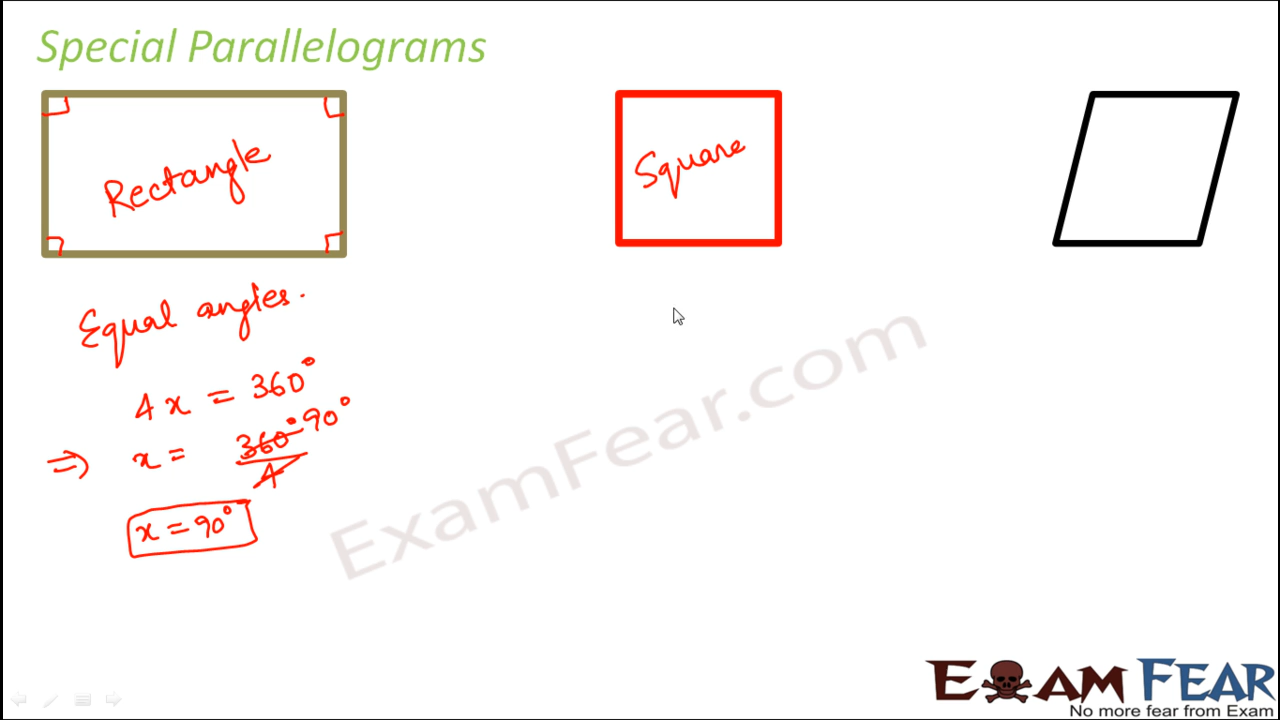 Special Parallelograms
Rectangle
Square
Equal angles.
4x = 360°
⇒ x = 360°/4 90°
x = 90°
ExamFear.com
EXAM FEAR
No more fear from Exam